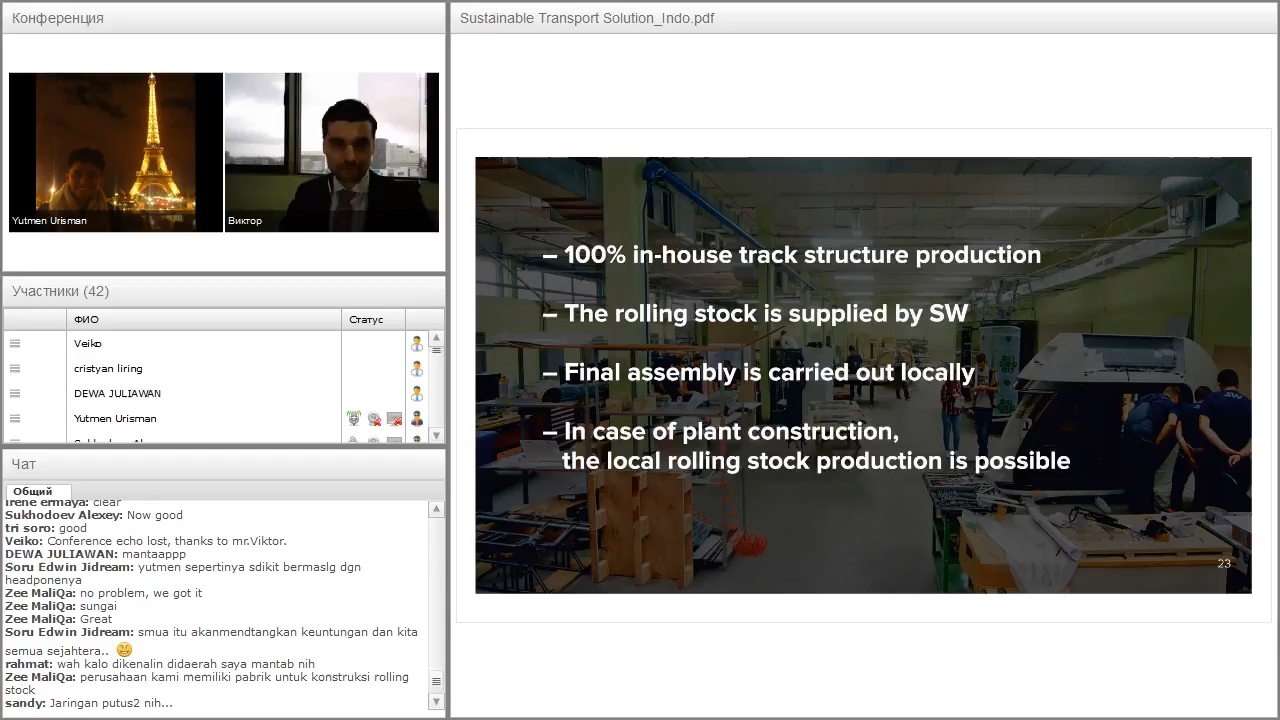 Конференция
Yutmen Urisman
Виктор
Участники (42)
ФИО
Статус
Veiko
cristyan liring
DEWA JULIAWAN
Yutmen Urisman
Чат
Общий
irene ermaya: clear
Sukhodoev Alexey: Now good
tri soro: good
Veiko: Conference echo lost, thanks to mr.Viktor.
DEWA JULIAWAN: mantaappp
Soru Edwin Jidream: yutmen sepertinya sdikit bermaslg dgn
headponenya
Zee MaliQa: no problem, we got it
Zee MaliQa: sungai
Zee MaliQa: Great
Soru Edwin Jidream: smua itu akanmendtangkan keuntungan dan kita
semua sejahtera..
rahmat: wah kalo dikenalin didaerah saya mantab nih
Zee MaliQa: perusahaan kami memiliki pabrik untuk konstruksi rolling
stock
sandy: Jaringan putus2 nih...
Sustainable Transport Solution_Indo.pdf
– 100% in-house track structure production
– The rolling stock is supplied by SW
– Final assembly is carried out locally
– In case of plant construction,
the local rolling stock production is possible
23